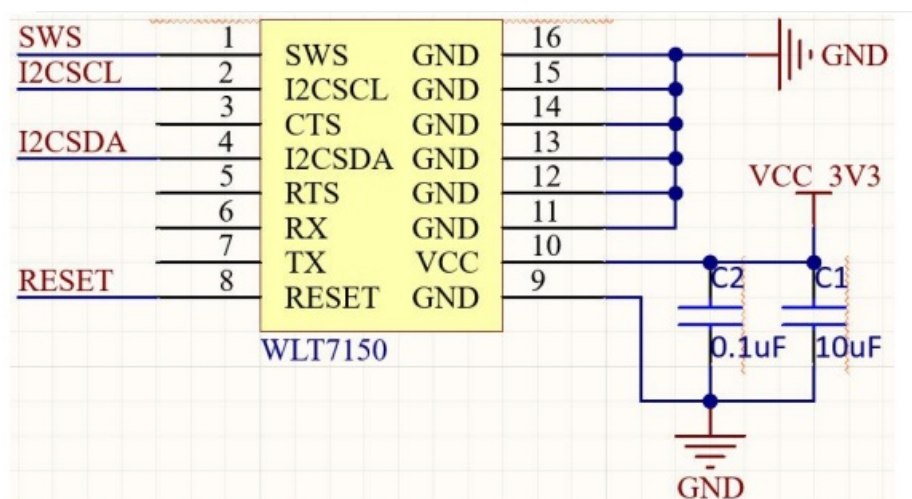 SWS 1 SWS GND 16 GND
I2CSCL 2 I2CSCL GND 15
3 CTS GND 14
I2CSDA 4 I2CSDA GND 13
5 RTS GND 12 VCC 3V3
6 RX GND 11
7 TX VCC 10
RESET 8 RESET GND 9 C2 C1
WLT7150 0.1uF 10uF
GND